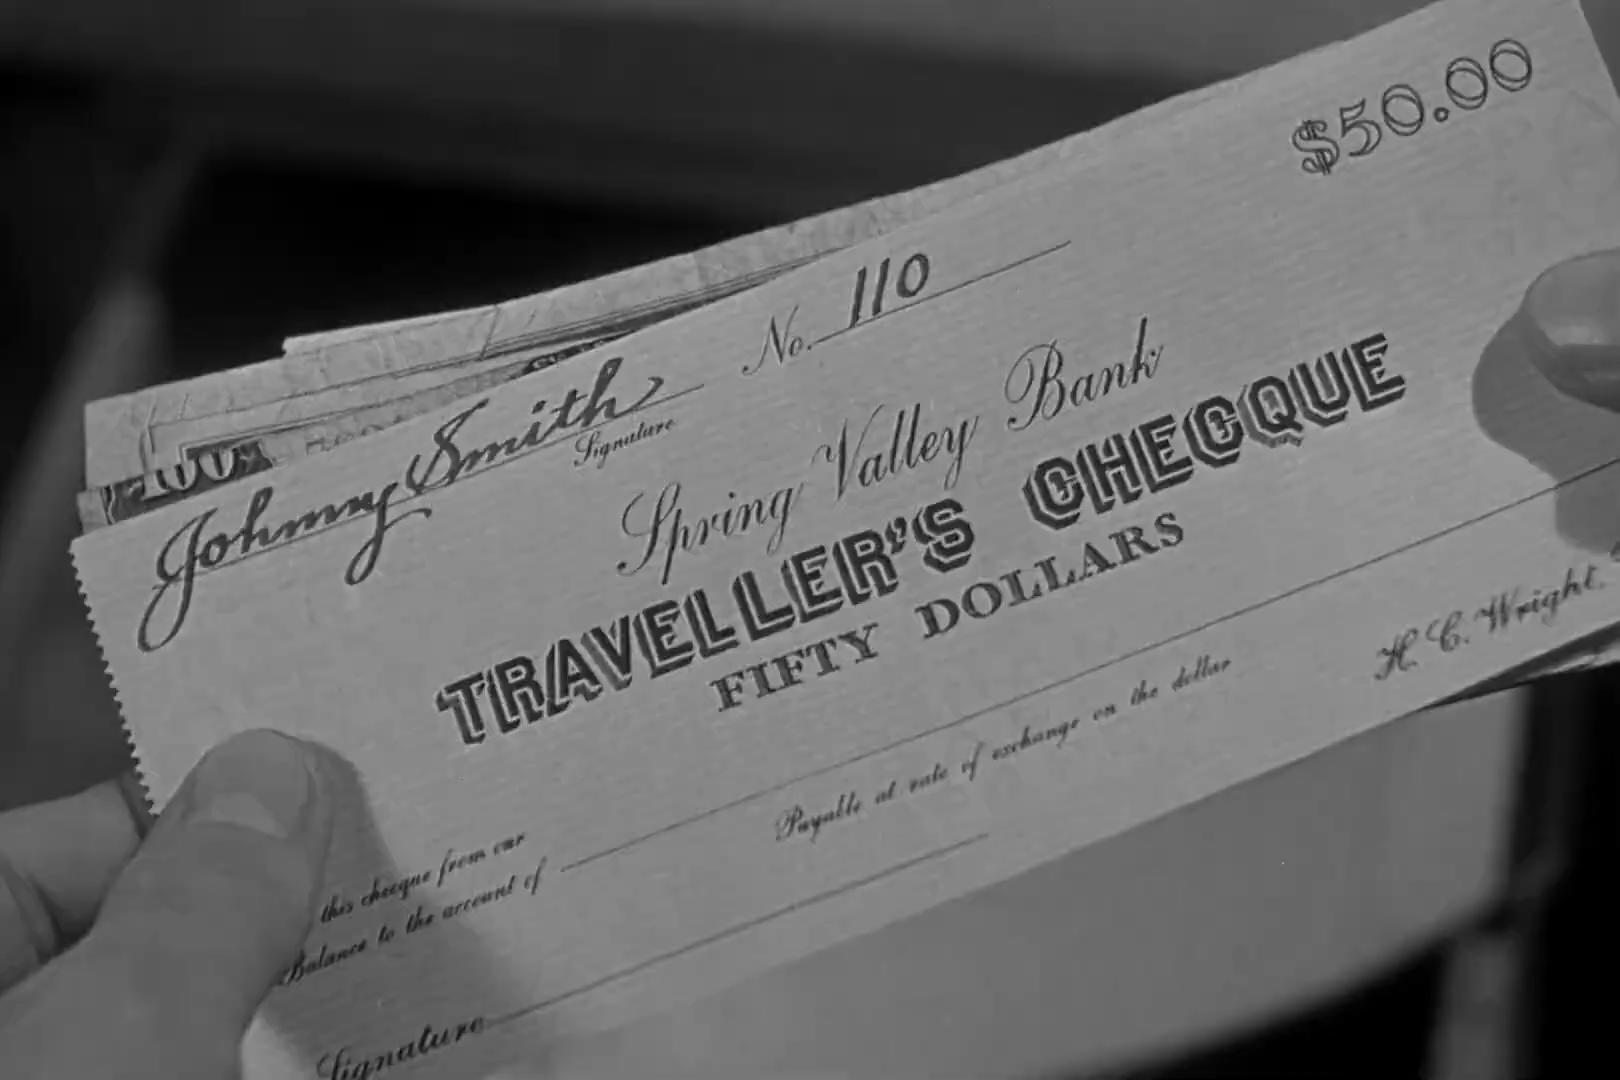 $50.00
No. 110
Johnny Smith
Signature
Spring Valley Bank
TRAVELLER'S CHECQUE
FIFTY DOLLARS
this checque from our
Balance to the account of
Payable at rate of exchange on the dollar
H. C. Wright.
Signature
100